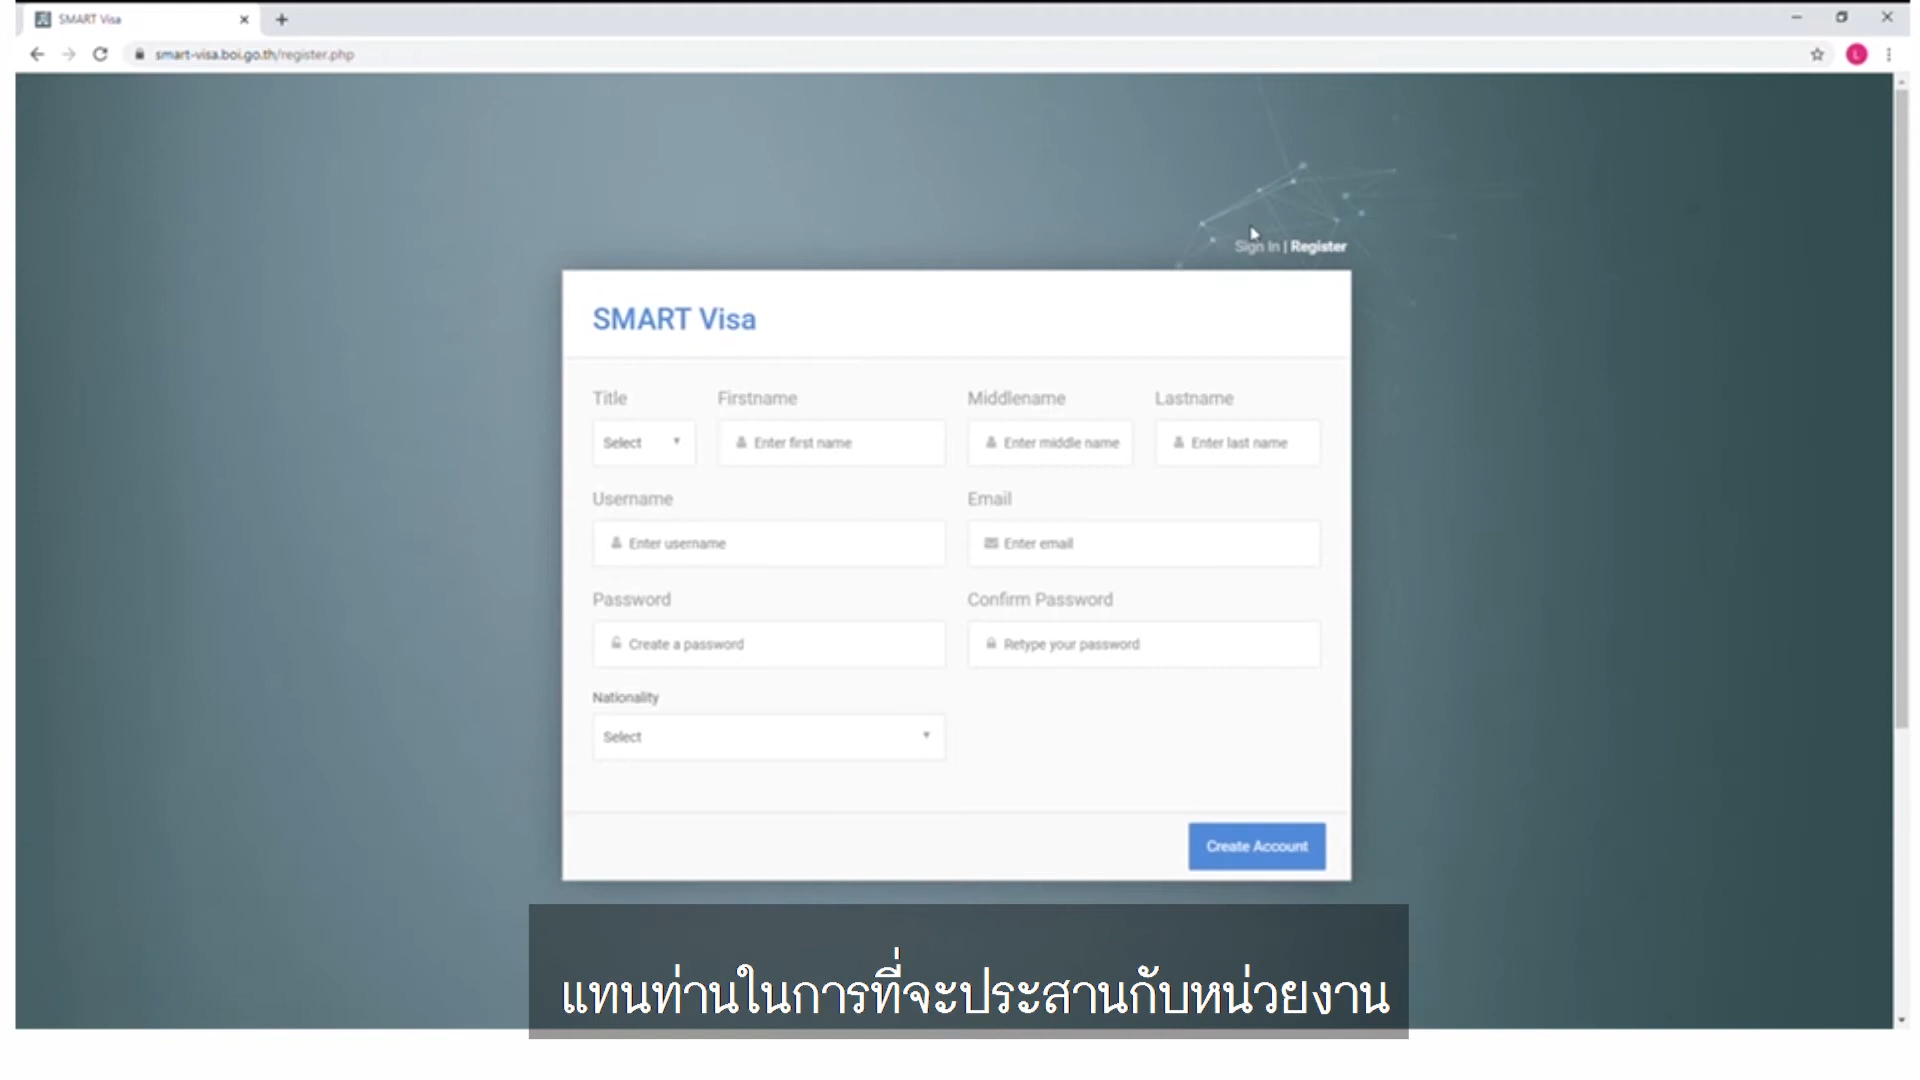 SMART Visa
smart-visa.boi.go.th/register.php
L
Sign In | Register
SMART Visa
Title Firstname Middlename Lastname
Select Enter first name Enter middle name Enter last name
Username Email
Enter username Enter email
Password Confirm Password
Create a password Retype your password
Nationality
Select
Create Account
แทนท่านในการที่จะประสานกับหน่วยงาน